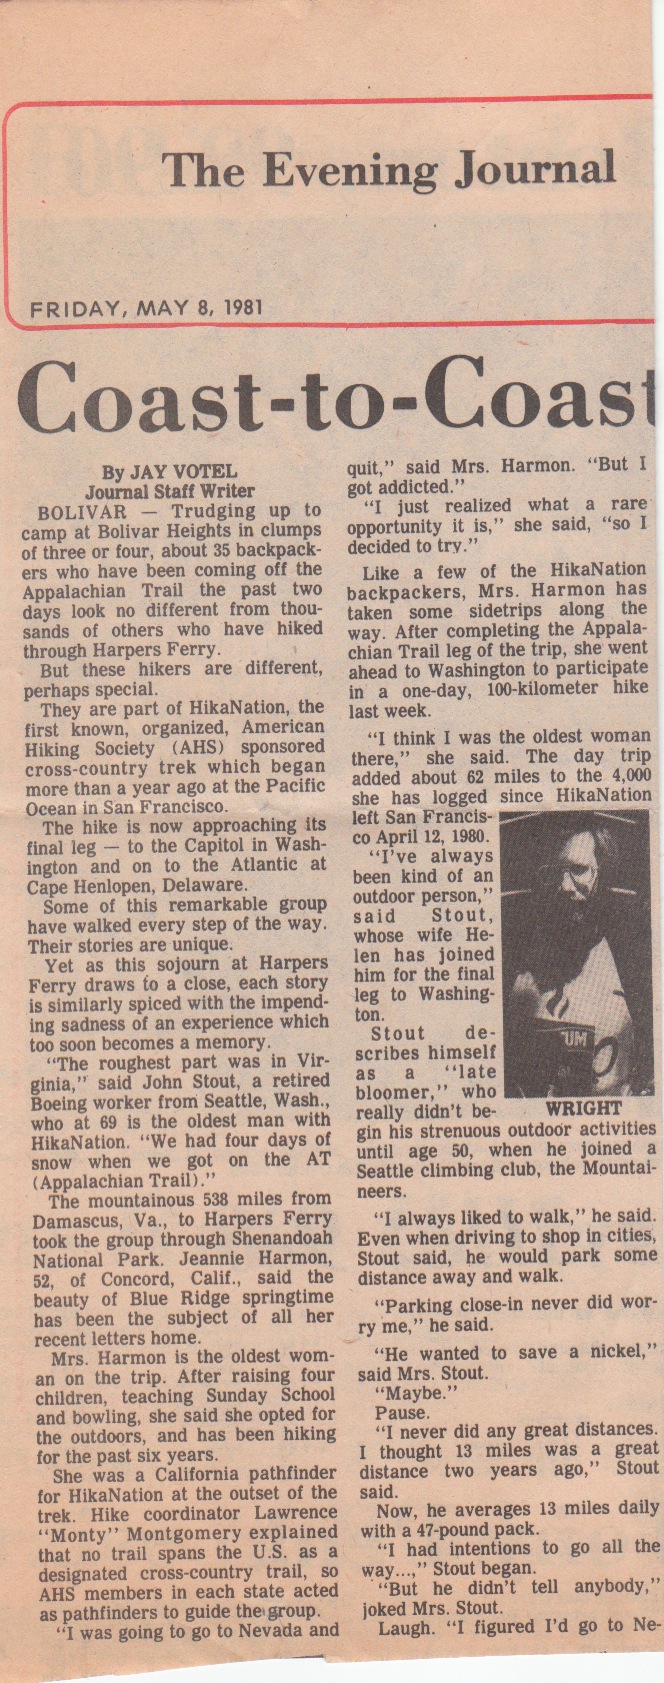 The Evening Journal
FRIDAY, MAY 8, 1981
Coast-to-Coast
By JAY VOTEL
Journal Staff Writer
BOLIVAR — Trudging up to
camp at Bolivar Heights in clumps
of three or four, about 35 backpack-
ers who have been coming off the
Appalachian Trail the past two
days look no different from thou-
sands of others who have hiked
through Harpers Ferry.
But these hikers are different,
perhaps special.
They are part of HikaNation, the
first known, organized, American
Hiking Society (AHS) sponsored
cross-country trek which began
more than a year ago at the Pacific
Ocean in San Francisco.
The hike is now approaching its
final leg — to the Capitol in Wash-
ington and on to the Atlantic at
Cape Henlopen, Delaware.
Some of this remarkable group
have walked every step of the way.
Their stories are unique.
Yet as this sojourn at Harpers
Ferry draws to a close, each story
is similarly spiced with the impend-
ing sadness of an experience which
too soon becomes a memory.
"The roughest part was in Vir-
ginia," said John Stout, a retired
Boeing worker from Seattle, Wash.,
who at 69 is the oldest man with
HikaNation. "We had four days of
snow when we got on the AT
(Appalachian Trail)."
The mountainous 538 miles from
Damascus, Va., to Harpers Ferry
took the group through Shenandoah
National Park. Jeannie Harmon,
52, of Concord, Calif., said the
beauty of Blue Ridge springtime
has been the subject of all her
recent letters home.
Mrs. Harmon is the oldest wom-
an on the trip. After raising four
children, teaching Sunday School
and bowling, she said she opted for
the outdoors, and has been hiking
for the past six years.
She was a California pathfinder
for HikaNation at the outset of the
trek. Hike coordinator Lawrence
"Monty" Montgomery explained
that no trail spans the U.S. as a
designated cross-country trail, so
AHS members in each state acted
as pathfinders to guide the group.
"I was going to go to Nevada and
quit," said Mrs. Harmon. "But I
got addicted."
"I just realized what a rare
opportunity it is," she said, "so I
decided to try."
Like a few of the HikaNation
backpackers, Mrs. Harmon has
taken some sidetrips along the
way. After completing the Appala-
chian Trail leg of the trip, she went
ahead to Washington to participate
in a one-day, 100-kilometer hike
last week.
"I think I was the oldest woman
there," she said. The day trip
added about 62 miles to the 4,000
she has logged since HikaNation
left San Francis-
co April 12, 1980.
"I've always
been kind of an
outdoor person,"
said Stout,
whose wife He-
len has joined
him for the final
leg to Washing-
ton.
Stout de-
scribes himself
as a "late
bloomer," who
really didn't be-
gin his strenuous outdoor activities
until age 50, when he joined a
Seattle climbing club, the Mountai-
neers.
UM
WRIGHT
"I always liked to walk," he said.
Even when driving to shop in cities,
Stout said, he would park some
distance away and walk.
"Parking close-in never did wor-
ry me," he said.
"He wanted to save a nickel,"
said Mrs. Stout.
"Maybe."
Pause.
"I never did any great distances.
I thought 13 miles was a great
distance two years ago," Stout
said.
Now, he averages 13 miles daily
with a 47-pound pack.
"I had intentions to go all the
way...," Stout began.
"But he didn't tell anybody,"
joked Mrs. Stout.
Laugh. "I figured I'd go to Ne-